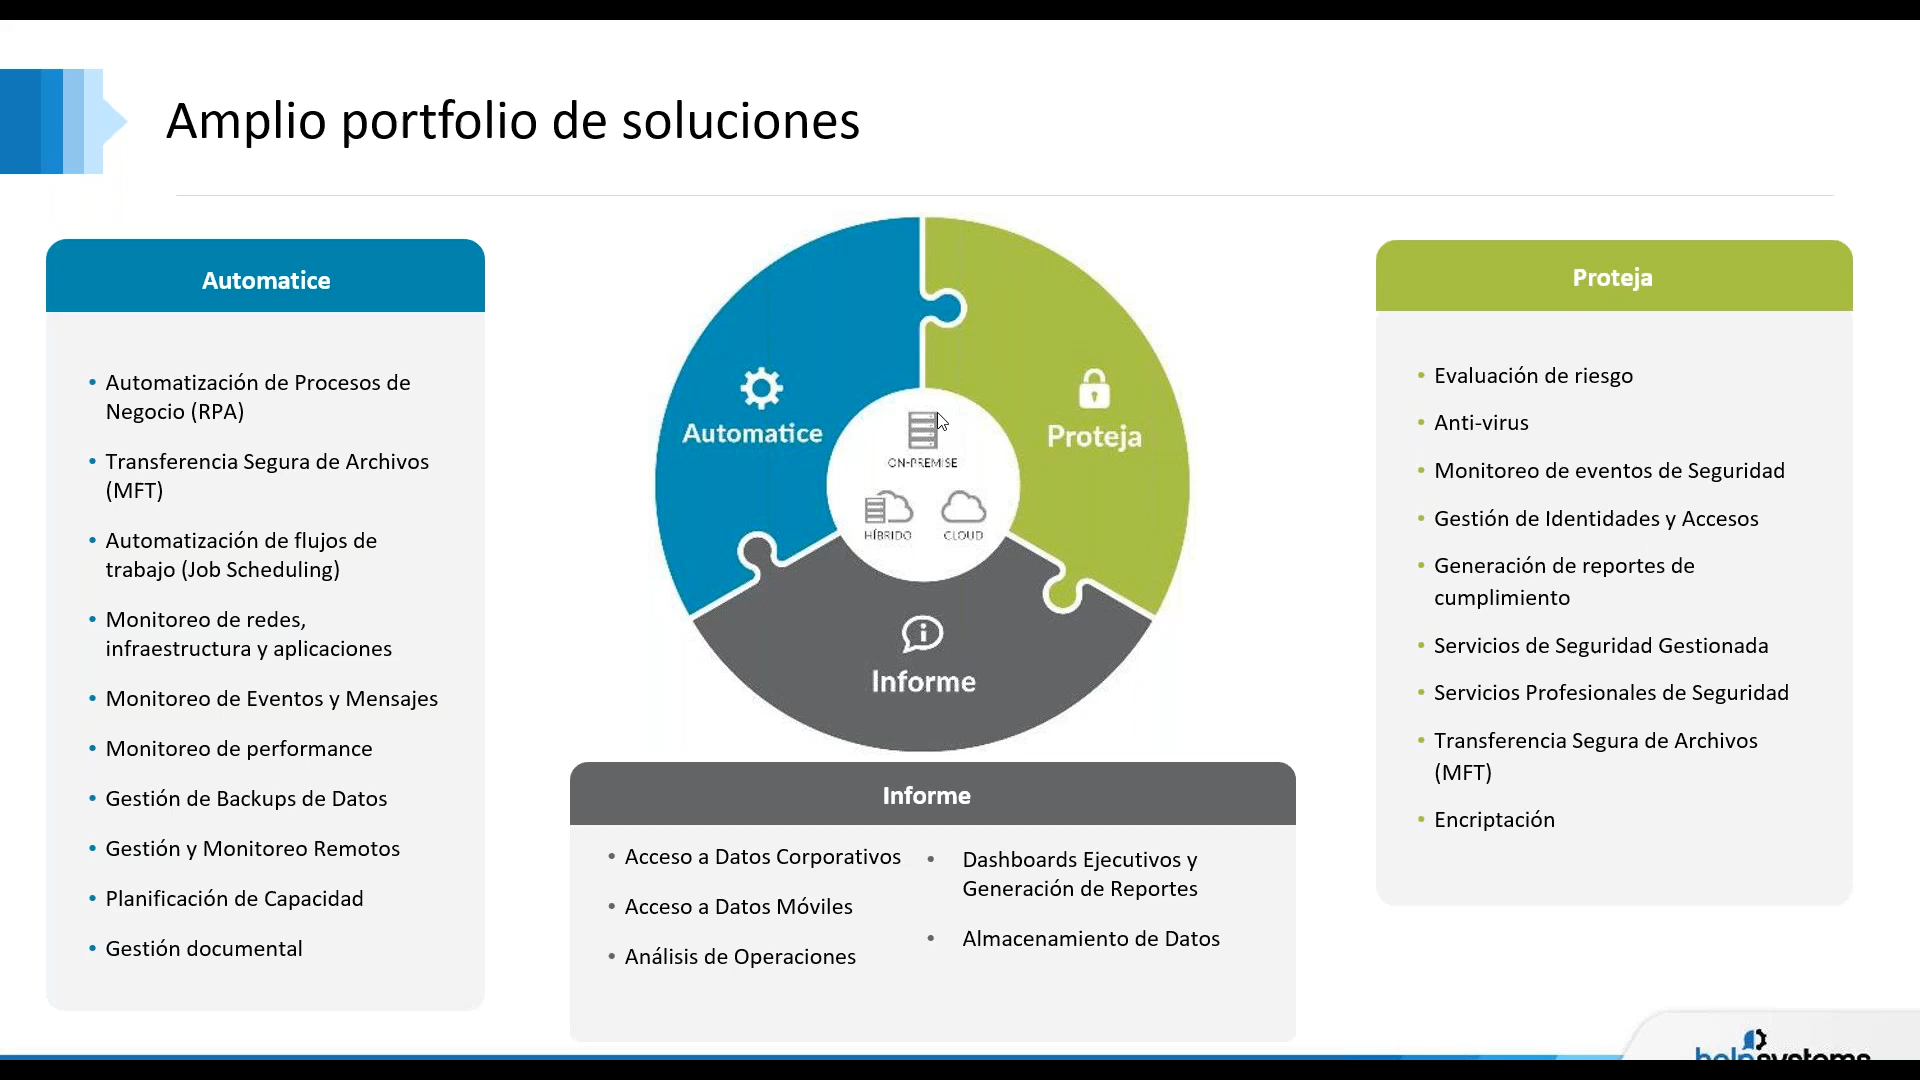 Amplio portfolio de soluciones
Automatice
• Automatización de Procesos de
Negocio (RPA)
• Transferencia Segura de Archivos
(MFT)
• Automatización de flujos de
trabajo (Job Scheduling)
• Monitoreo de redes,
infraestructura y aplicaciones
• Monitoreo de Eventos y Mensajes
• Monitoreo de performance
• Gestión de Backups de Datos
• Gestión y Monitoreo Remotos
• Planificación de Capacidad
• Gestión documental
Automatice
Proteja
ON-PREMISE
HÍBRIDO
CLOUD
Informe
Informe
• Acceso a Datos Corporativos
• Acceso a Datos Móviles
• Análisis de Operaciones
• Dashboards Ejecutivos y
Generación de Reportes
• Almacenamiento de Datos
Proteja
• Evaluación de riesgo
• Anti-virus
• Monitoreo de eventos de Seguridad
• Gestión de Identidades y Accesos
• Generación de reportes de
cumplimiento
• Servicios de Seguridad Gestionada
• Servicios Profesionales de Seguridad
• Transferencia Segura de Archivos
(MFT)
• Encriptación
helpsystems